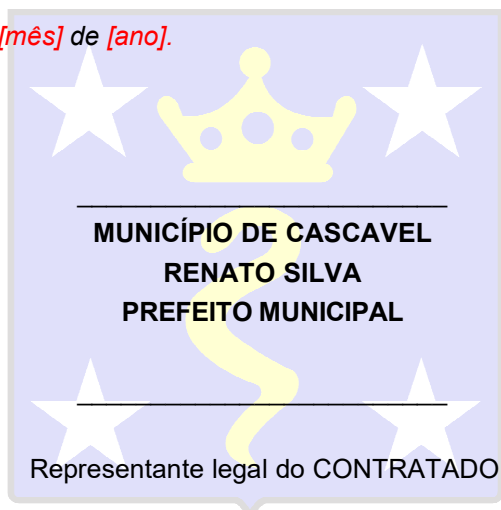 [mês] de [ano].
MUNICÍPIO DE CASCAVEL
RENATO SILVA
PREFEITO MUNICIPAL
Representante legal do CONTRATADO